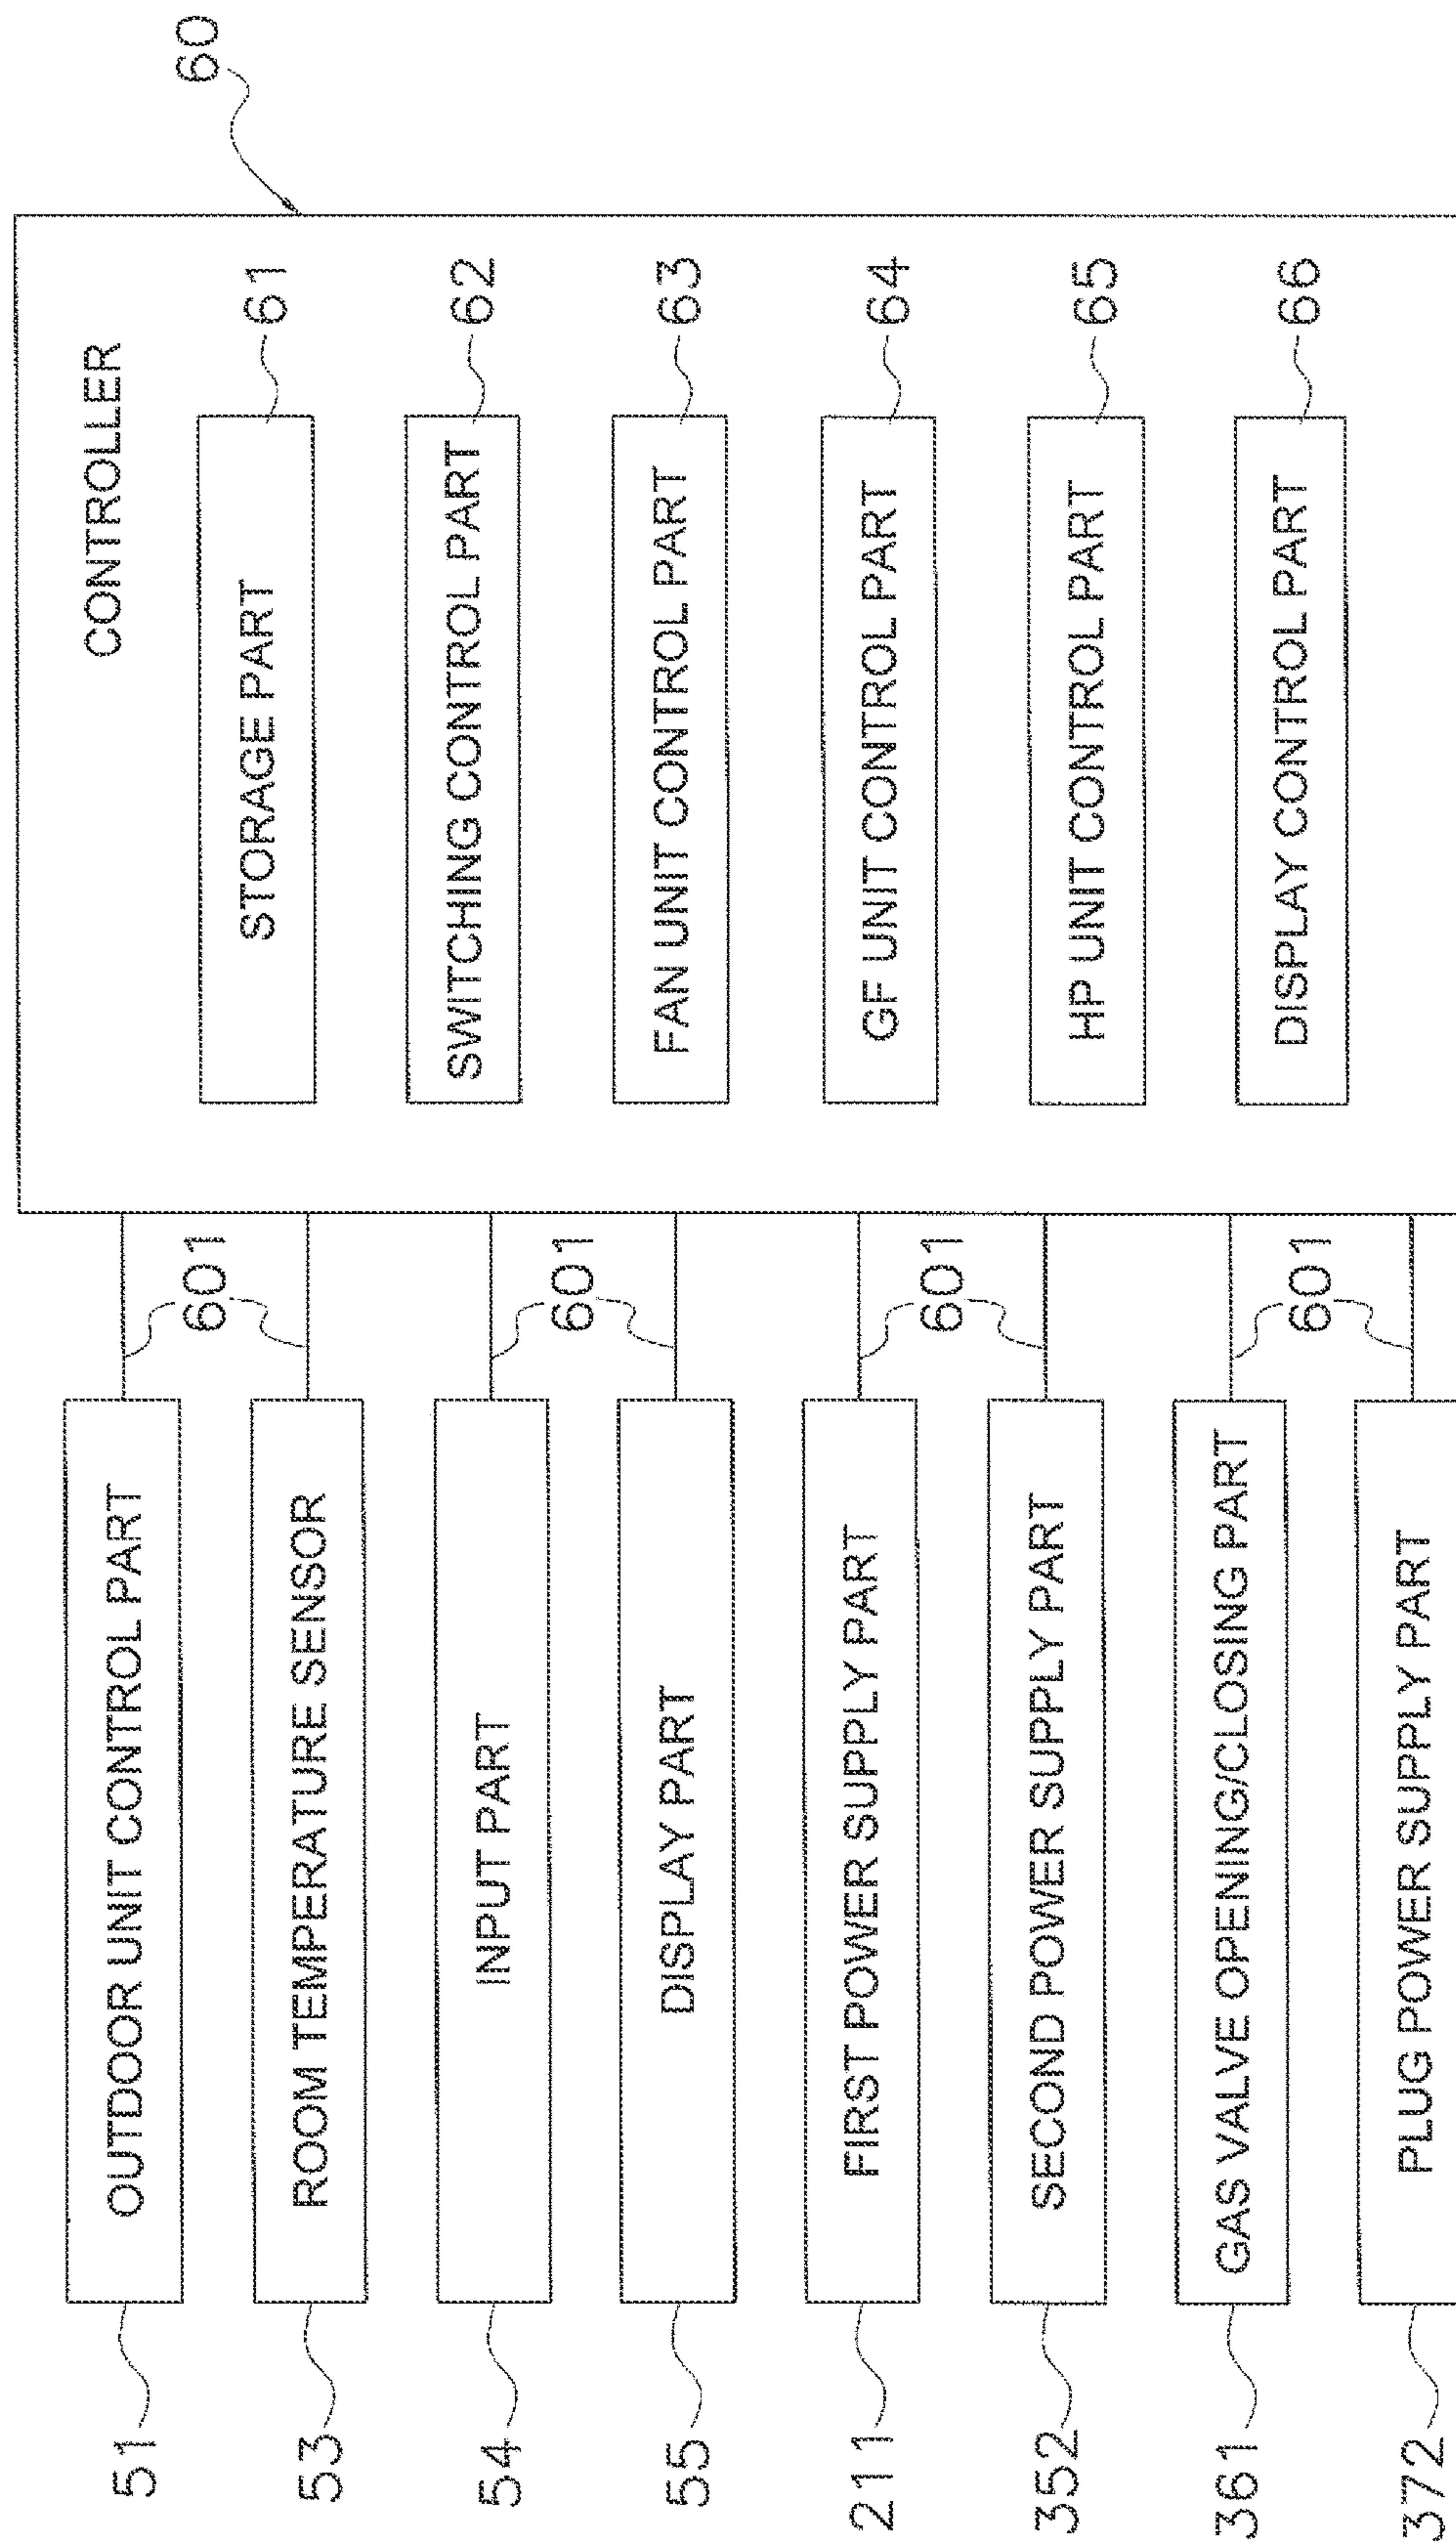 60
CONTROLLER
STORAGE PART
61
SWITCHING CONTROL PART
62
FAN UNIT CONTROL PART
63
GF UNIT CONTROL PART
64
HP UNIT CONTROL PART
65
DISPLAY CONTROL PART
66
601
601
601
601
51
OUTDOOR UNIT CONTROL PART
53
ROOM TEMPERATURE SENSOR
54
INPUT PART
55
DISPLAY PART
211
FIRST POWER SUPPLY PART
352
SECOND POWER SUPPLY PART
361
GAS VALVE OPENING/CLOSING PART
372
PLUG POWER SUPPLY PART